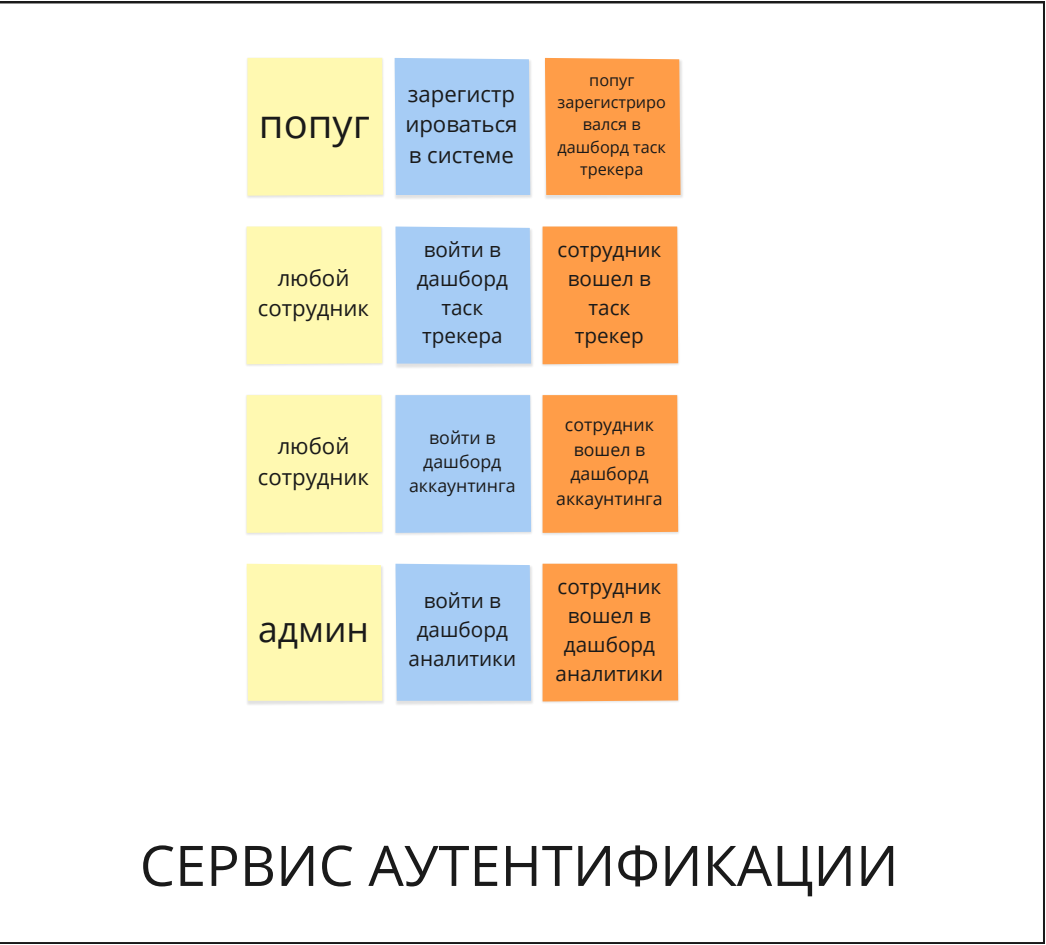 попуг
зарегистр
ироваться
в системе
попуг
зарегистриро
вался в
дашборд таск
трекера
любой
сотрудник
войти в
дашборд
таск
трекера
сотрудник
вошел в
таск
трекер
любой
сотрудник
войти в
дашборд
аккаунтинга
сотрудник
вошел в
дашборд
аккаунтинга
админ
войти в
дашборд
аналитики
сотрудник
вошел в
дашборд
аналитики
СЕРВИС АУТЕНТИФИКАЦИИ